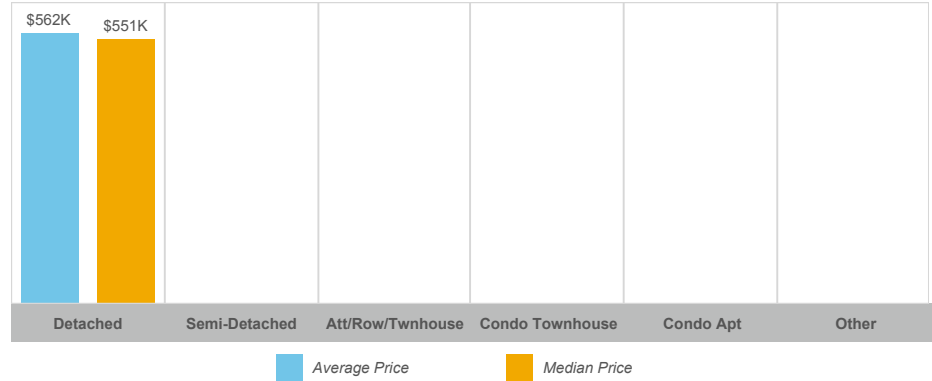 $562K
$551K
Detached Semi-Detached Att/Row/Twnhouse Condo Townhouse Condo Apt Other
Average Price Median Price